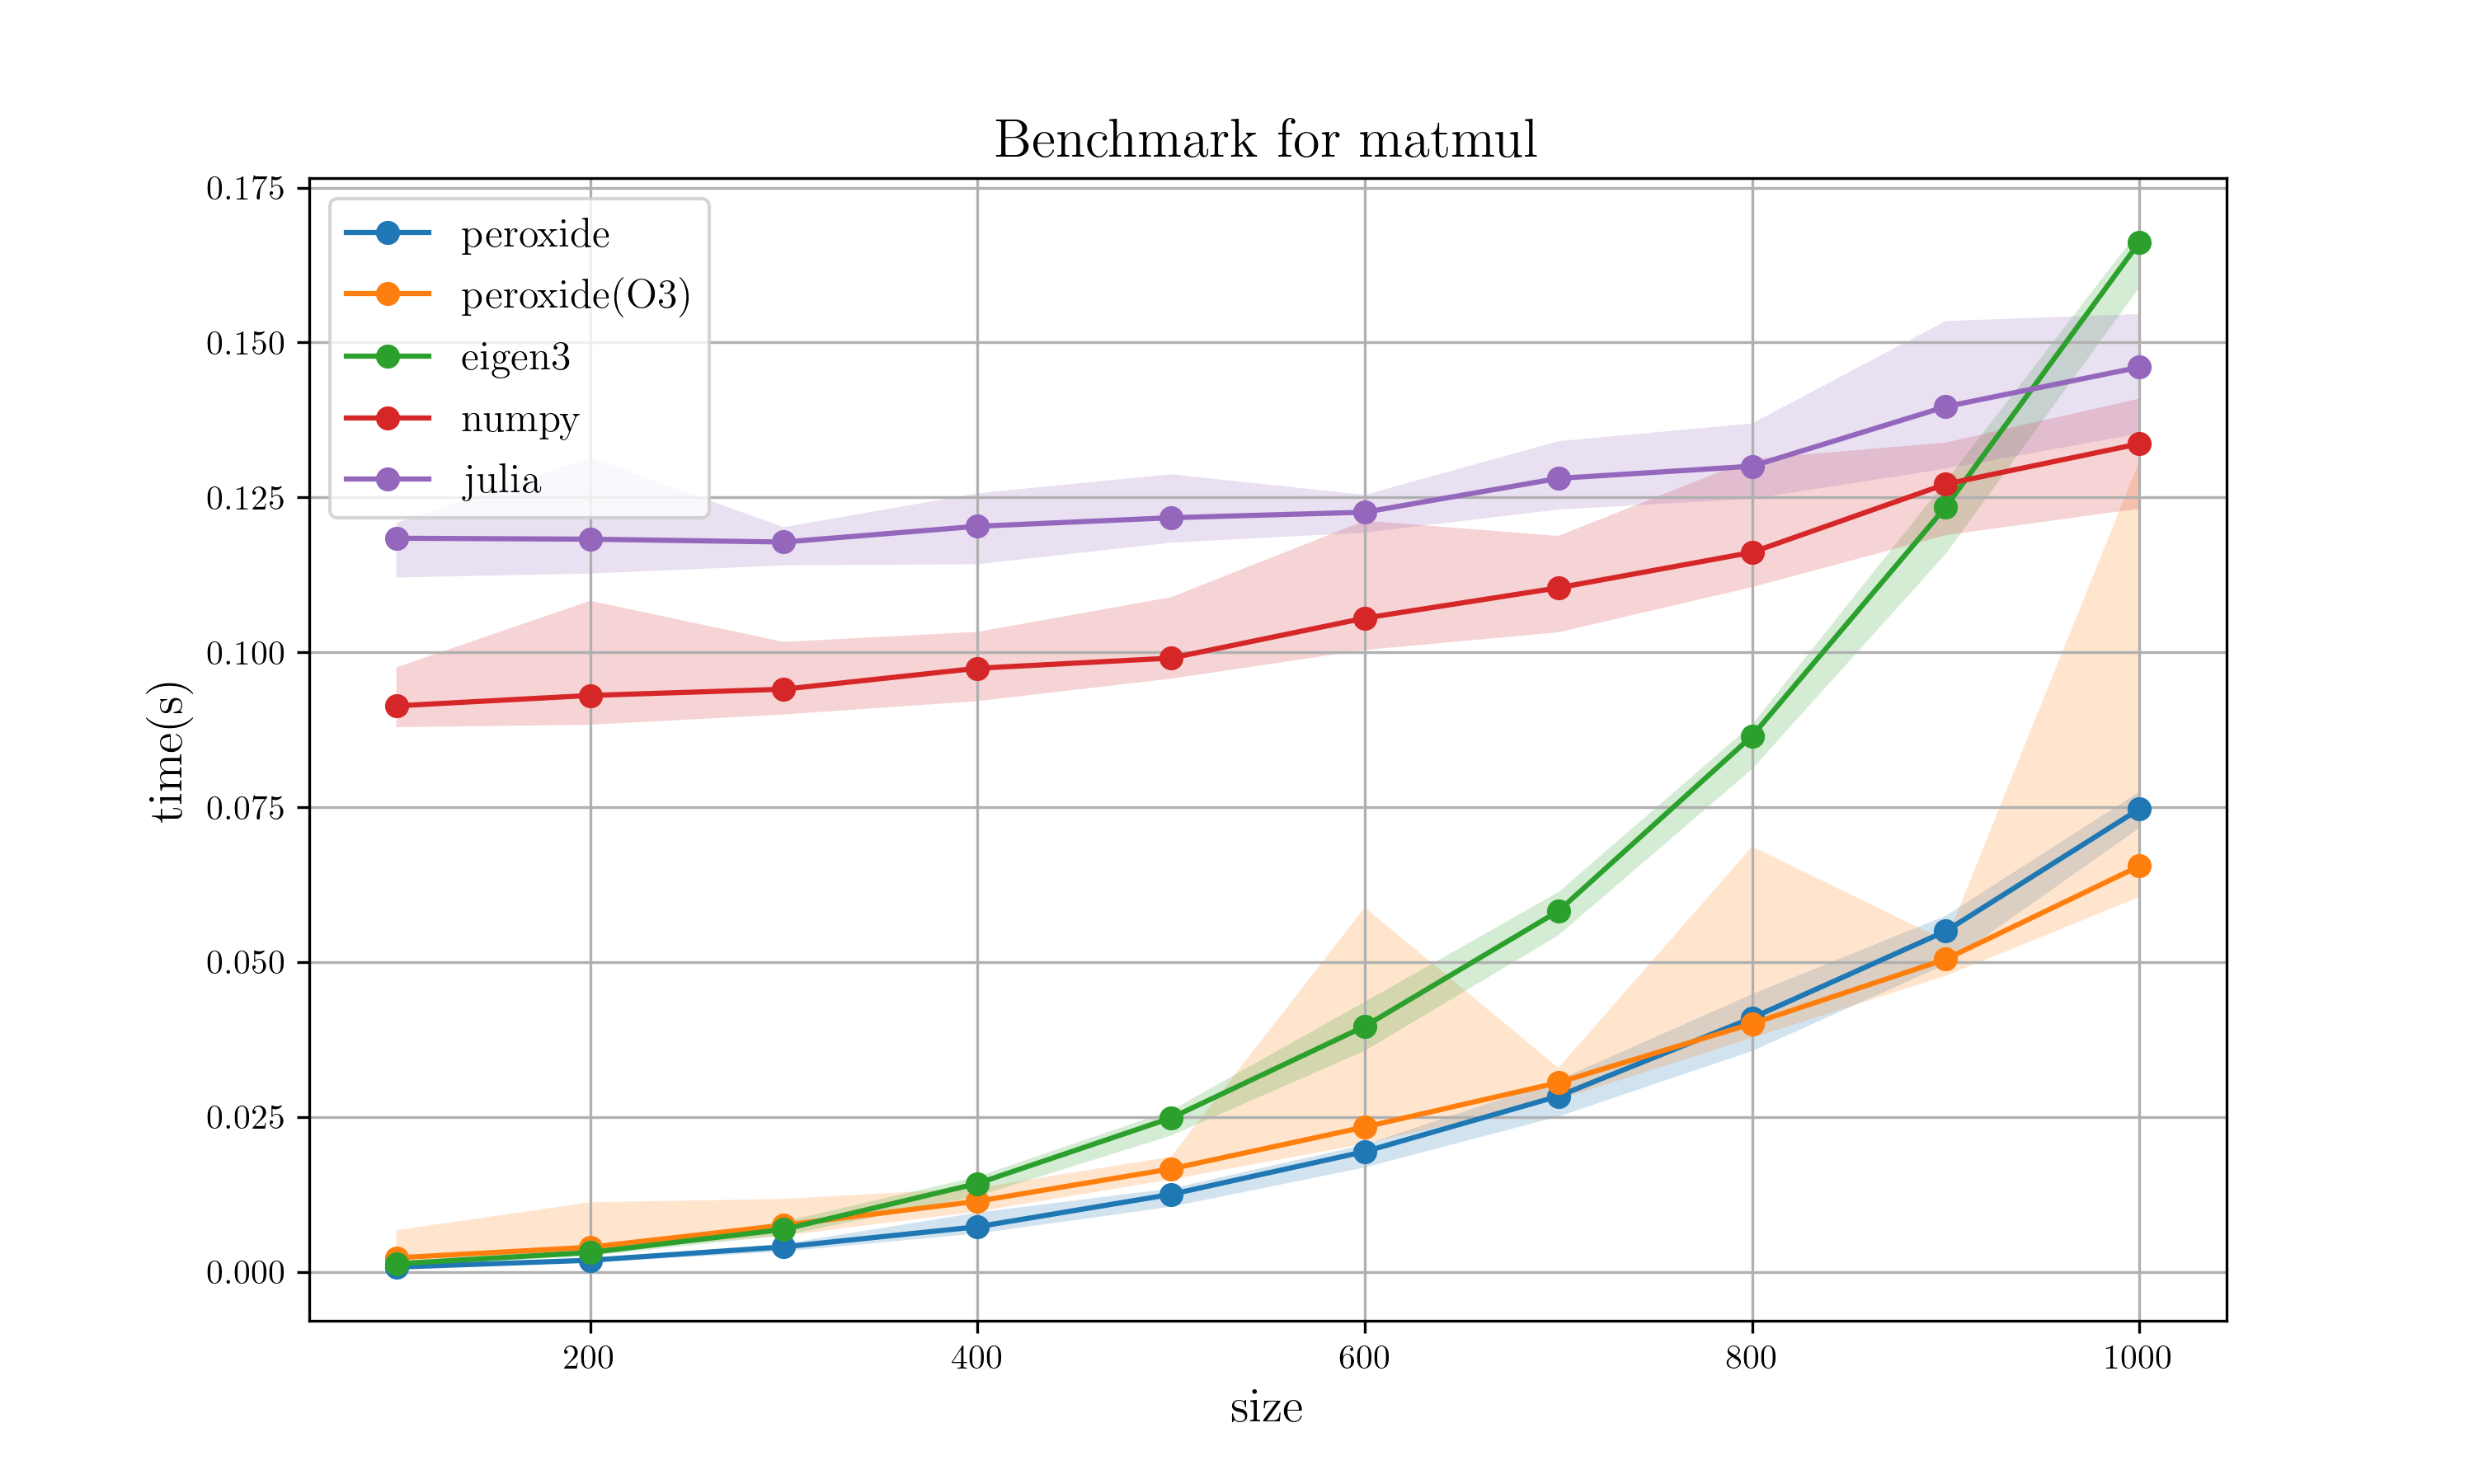 Benchmark for matmul
peroxide
peroxide(O3)
eigen3
numpy
julia
time(s)
0.175
0.150
0.125
0.100
0.075
0.050
0.025
0.000
200 400 600 800 1000
size